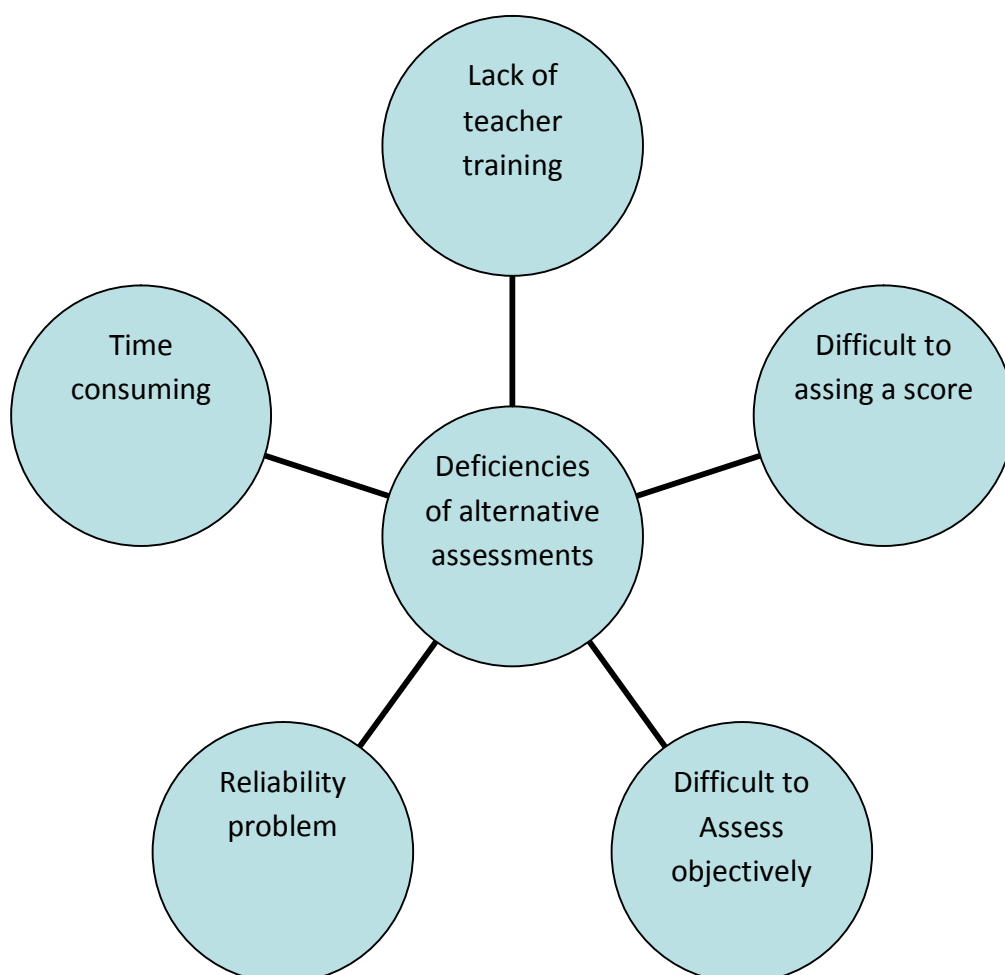 Lack of
teacher
training
Time
consuming
Difficult to
assing a score
Deficiencies
of alternative
assessments
Reliability
problem
Difficult to
Assess
objectively